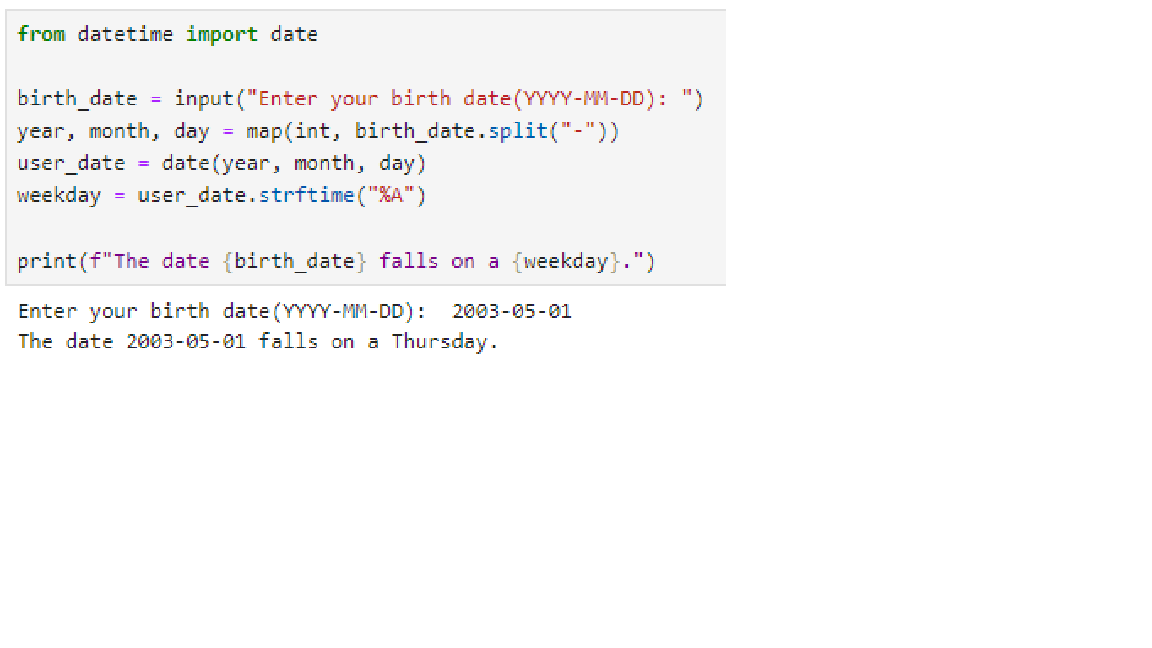 from datetime import date
birth_date = input("Enter your birth date(YYYY-MM-DD): ")
year, month, day = map(int, birth_date.split("-"))
user_date = date(year, month, day)
weekday = user_date.strftime("%A")
print(f"The date {birth_date} falls on a {weekday}.")
Enter your birth date(YYYY-MM-DD):  2003-05-01
The date 2003-05-01 falls on a Thursday.